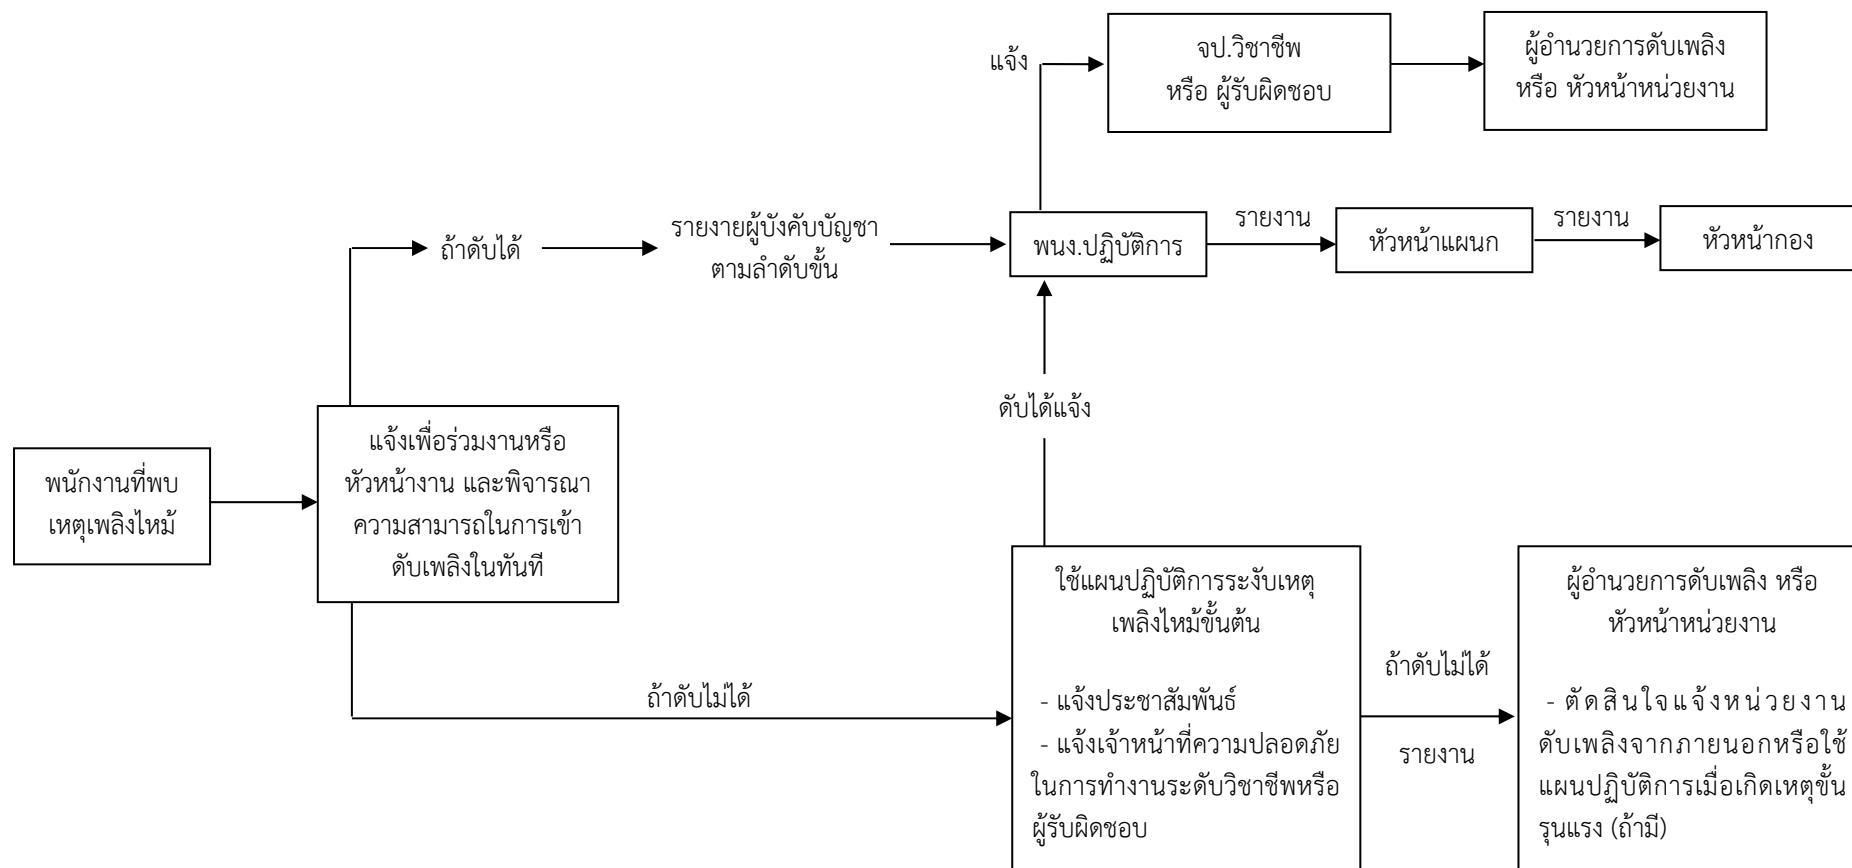 แจ้ง
จป.วิชาชีพ
หรือ ผู้รับผิดชอบ
ผู้อำนวยการดับเพลิง
หรือ หัวหน้าหน่วยงาน
ถ้าดับได้
รายงายผู้บังคับบัญชา
ตามลำดับขั้น
พนง.ปฏิบัติการ
รายงาน
หัวหน้าแผนก
รายงาน
หัวหน้ากอง
ดับได้แจ้ง
พนักงานที่พบ
เหตุเพลิงไหม้
แจ้งเพื่อร่วมงานหรือ
หัวหน้างาน และพิจารณา
ความสามารถในการเข้า
ดับเพลิงในทันที
ถ้าดับไม่ได้
ใช้แผนปฏิบัติการระงับเหตุ
เพลิงไหม้ขั้นต้น
- แจ้งประชาสัมพันธ์
- แจ้งเจ้าหน้าที่ความปลอดภัย
ในการทำงานระดับวิชาชีพหรือ
ผู้รับผิดชอบ
ถ้าดับไม่ได้
รายงาน
ผู้อำนวยการดับเพลิง หรือ
หัวหน้าหน่วยงาน
- ตัดสินใจแจ้งหน่วยงาน
ดับเพลิงจากภายนอกหรือใช้
แผนปฏิบัติการเมื่อเกิดเหตุขั้น
รุนแรง (ถ้ามี)